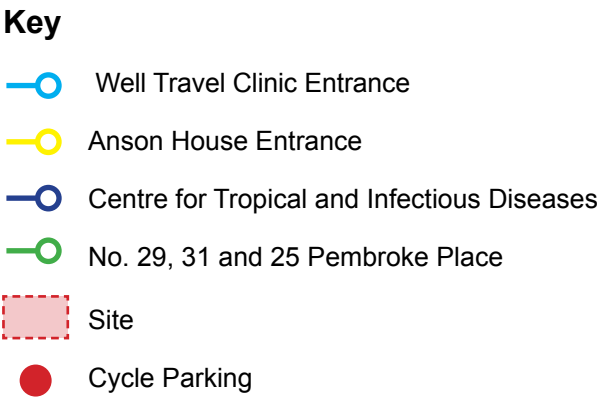 Key
Well Travel Clinic Entrance
Anson House Entrance
Centre for Tropical and Infectious Diseases
No. 29, 31 and 25 Pembroke Place
Site
Cycle Parking